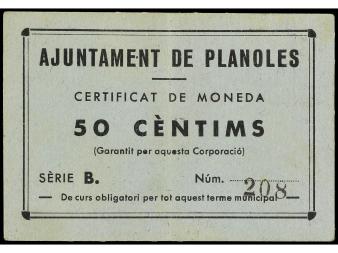 AJUNTAMENT DE PLANOLES
CERTIFICAT DE MONEDA
50 CÈNTIMS
(Garantit per aquesta Corporació)
SÈRIE B. Núm. 208
De curs obligatori per tot aquest terme municipal